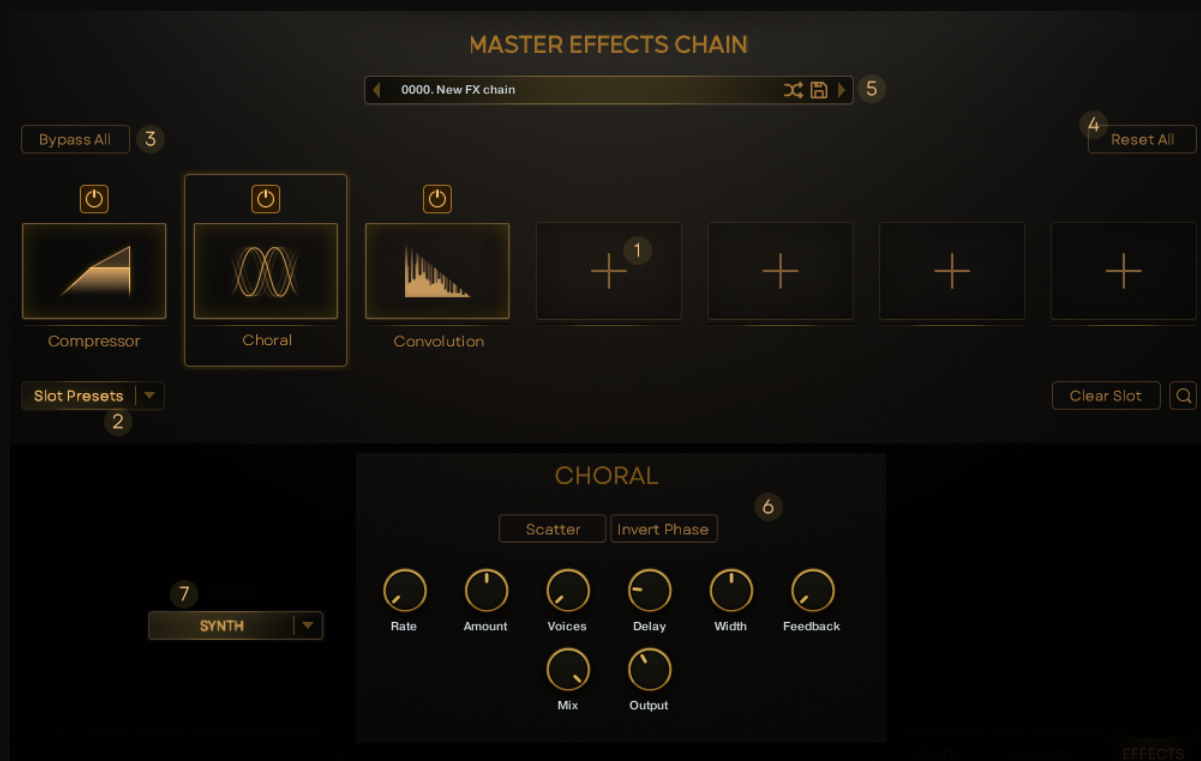 MASTER EFFECTS CHAIN
0000. New FX chain
5
Bypass All
3
4
Reset All
1
Compressor
Choral
Convolution
Slot Presets
2
Clear Slot
CHORAL
6
Scatter
Invert Phase
7
SYNTH
Rate
Amount
Voices
Delay
Width
Feedback
Mix
Output
EFFECTS